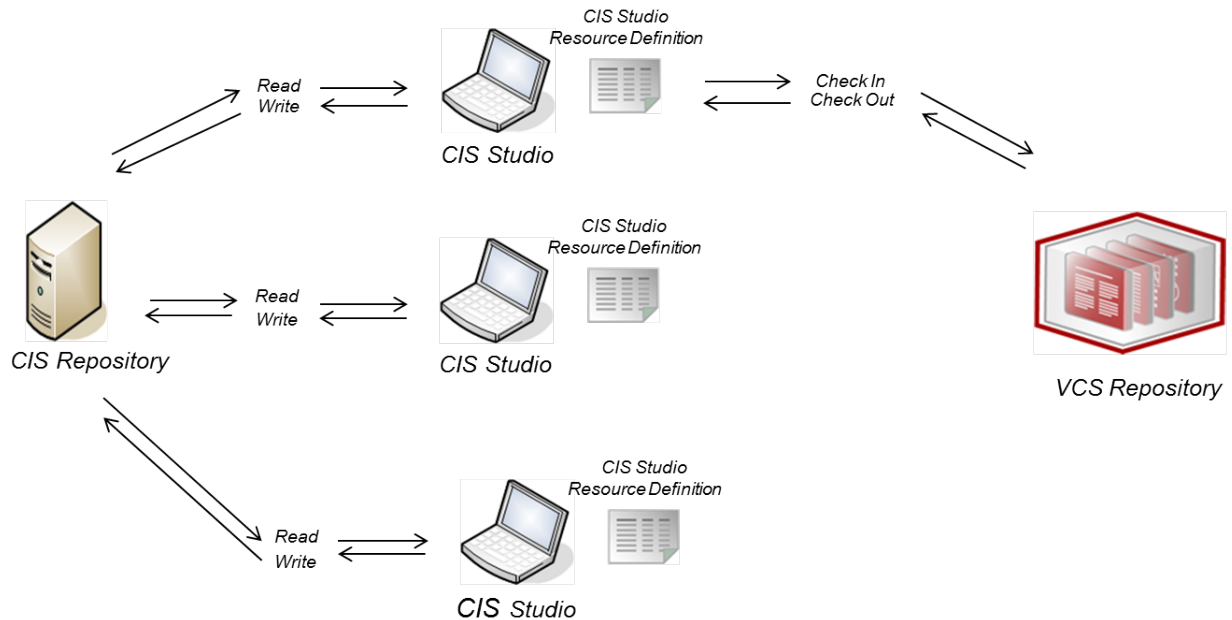 CIS Studio
Resource Definition
Read
Write
Check In
Check Out
CIS Studio
CIS Studio
Resource Definition
Read
Write
CIS Repository
CIS Studio
VCS Repository
CIS Studio
Resource Definition
Read
Write
CIS Studio